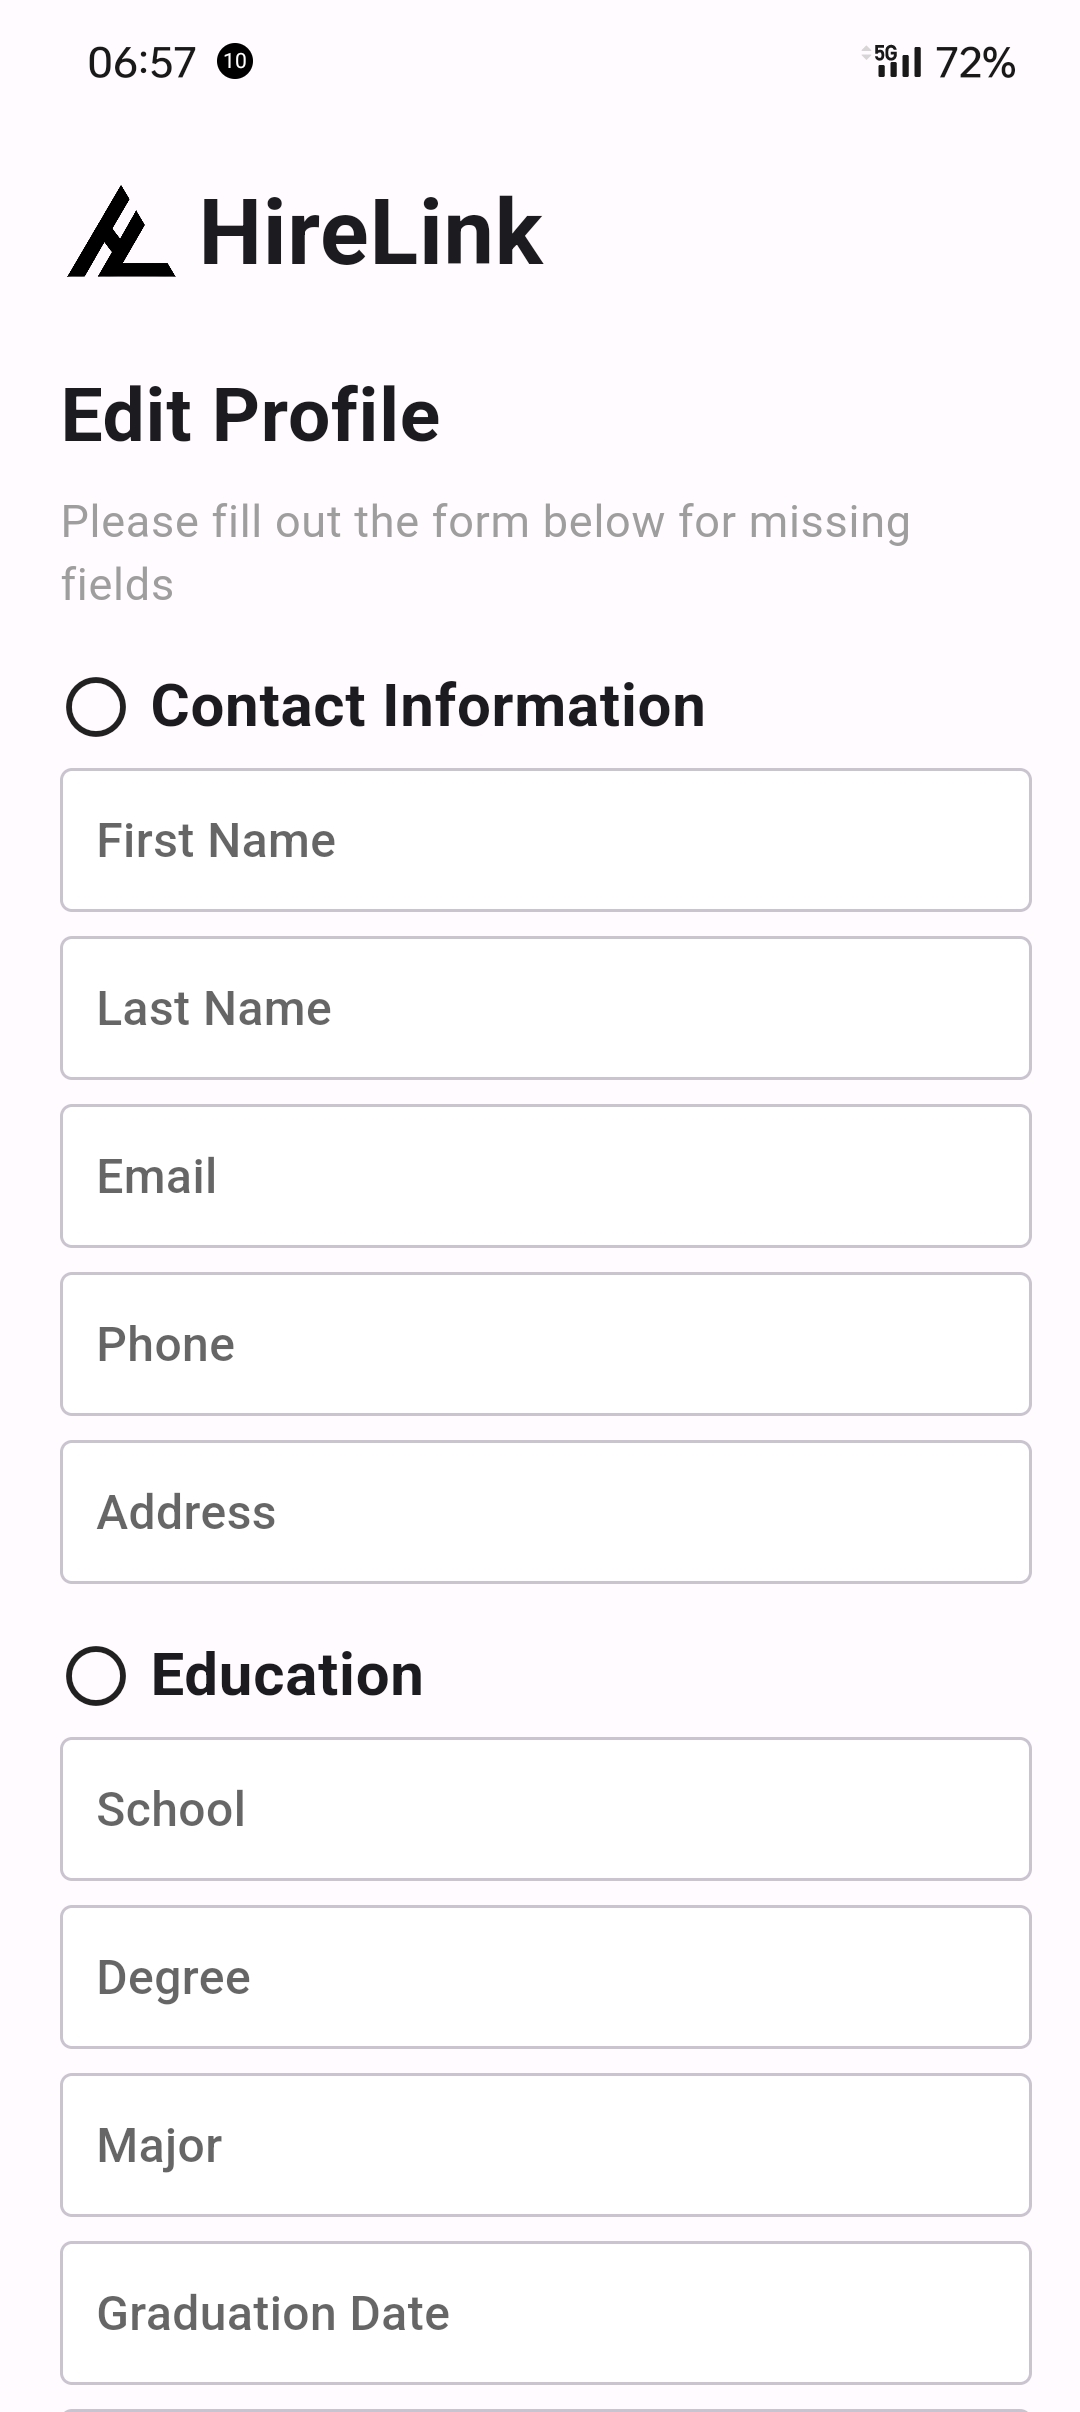 06:57 10 5G 72%
HireLink
Edit Profile
Please fill out the form below for missing
fields
Contact Information
First Name
Last Name
Email
Phone
Address
Education
School
Degree
Major
Graduation Date